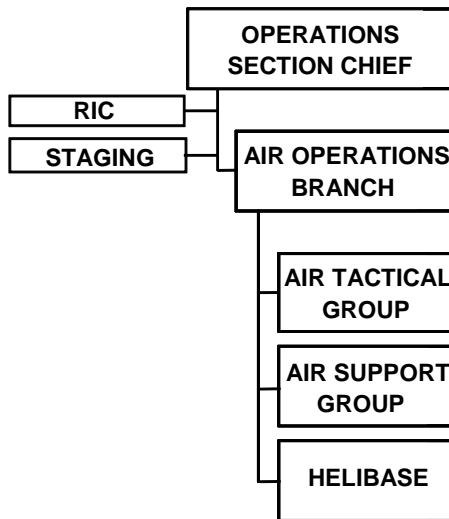 OPERATIONS
SECTION CHIEF
RIC
STAGING
AIR OPERATIONS
BRANCH
AIR TACTICAL
GROUP
AIR SUPPORT
GROUP
HELIBASE